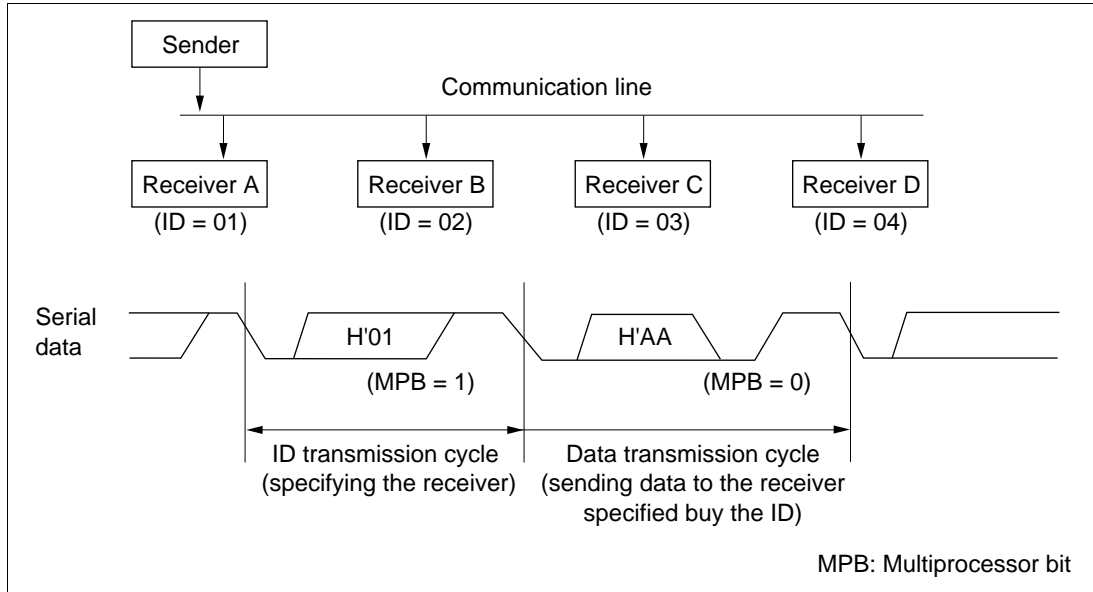 Sender
Communication line
Receiver A
Receiver B
Receiver C
Receiver D
(ID = 01)
(ID = 02)
(ID = 03)
(ID = 04)
Serial
data
H'01
H'AA
(MPB = 1)
(MPB = 0)
ID transmission cycle
(specifying the receiver)
Data transmission cycle
(sending data to the receiver
specified buy the ID)
MPB: Multiprocessor bit